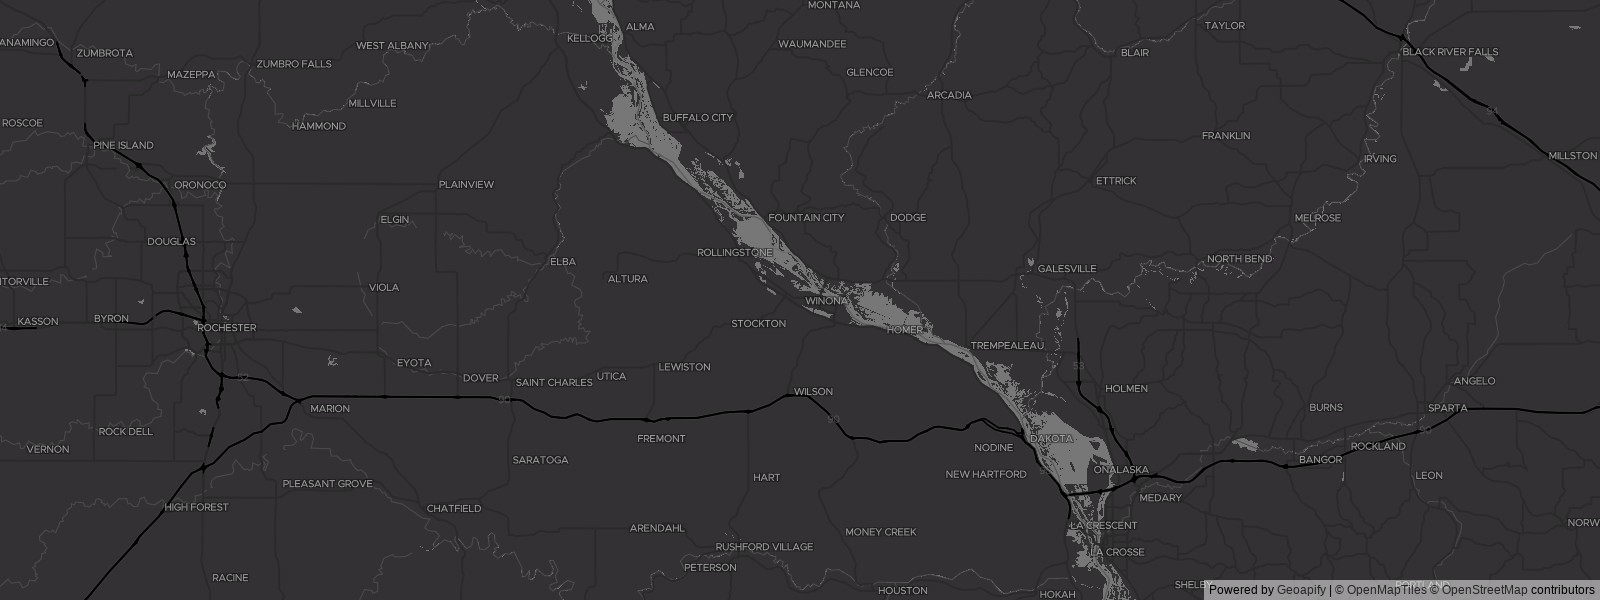 MONTANA
ALMA
TAYLOR
KELLOGG
ANAMINGO
WEST ALBANY
WAUMANDEE
ZUMBROTA
BLAIR
BLACK RIVER FALLS
ZUMBRO FALLS
MAZEPPA
GLENCOE
ARCADIA
MILLVILLE
94
BUFFALO CITY
ROSCOE
HAMMOND
FRANKLIN
PINE ISLAND
MILLSTON
IRVING
ORONOCO
PLAINVIEW
ETTRICK
ELGIN
FOUNTAIN CITY
DODGE
MELROSE
DOUGLAS
ROLLINGSTONE
ELBA
NORTH BEND
GALESVILLE
ALTURA
ITORVILLE
VIOLA
WINONA
BYRON
KASSON
STOCKTON
ROCHESTER
HOMER
TREMPEALEAU
EYOTA
LEWISTON
53
DOVER
52
UTICA
SAINT CHARLES
ANGELO
HOLMEN
WILSON
90
MARION
BURNS
SPARTA
90
90
ROCK DELL
FREMONT
DAKOTA
NODINE
ROCKLAND
VERNON
SARATOGA
BANGOR
ONALASKA
NEW HARTFORD
HART
LEON
PLEASANT GROVE
MEDARY
HIGH FOREST
CHATFIELD
NORW
LA CRESCENT
ARENDAHL
MONEY CREEK
RUSHFORD VILLAGE
LA CROSSE
PETERSON
RACINE
SHELBY
PORTLAND
HOUSTON
HOKAH
Powered by Geoapify | © OpenMapTiles © OpenStreetMap contributors